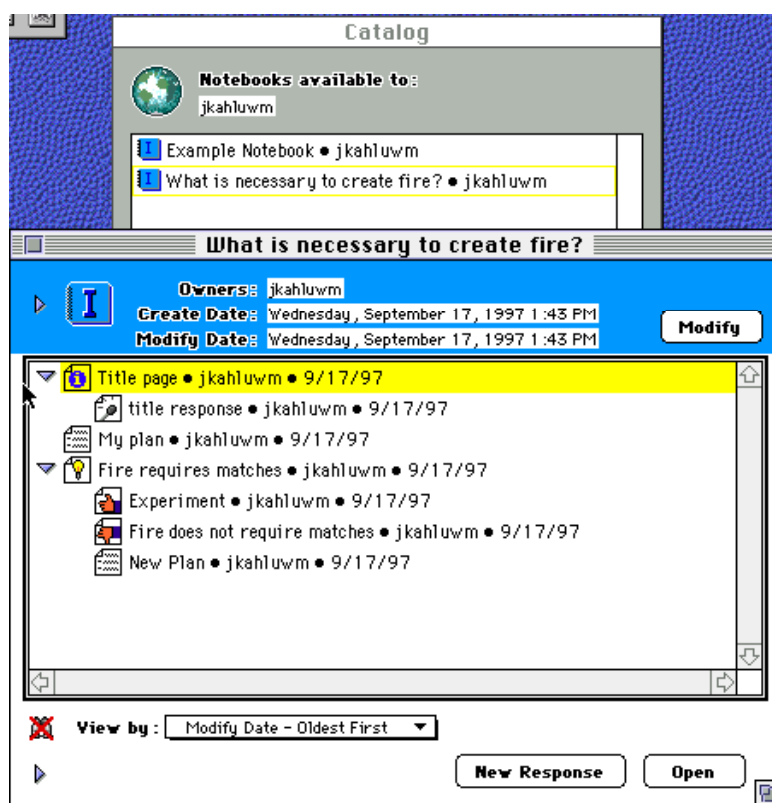 Catalog
Notebooks available to:
jkahluwm
I Example Notebook • jkahluwm
I What is necessary to create fire? • jkahluwm
What is necessary to create fire?
I
Owners: jkahluwm
Create Date: Wednesday, September 17, 1997 1:43 PM
Modify Date: Wednesday, September 17, 1997 1:43 PM
Modify
Title page • jkahluwm • 9/17/97
title response • jkahluwm • 9/17/97
My plan • jkahluwm • 9/17/97
Fire requires matches • jkahluwm • 9/17/97
Experiment • jkahluwm • 9/17/97
Fire does not require matches • jkahluwm • 9/17/97
New Plan • jkahluwm • 9/17/97
View by: Modify Date - Oldest First
New Response Open